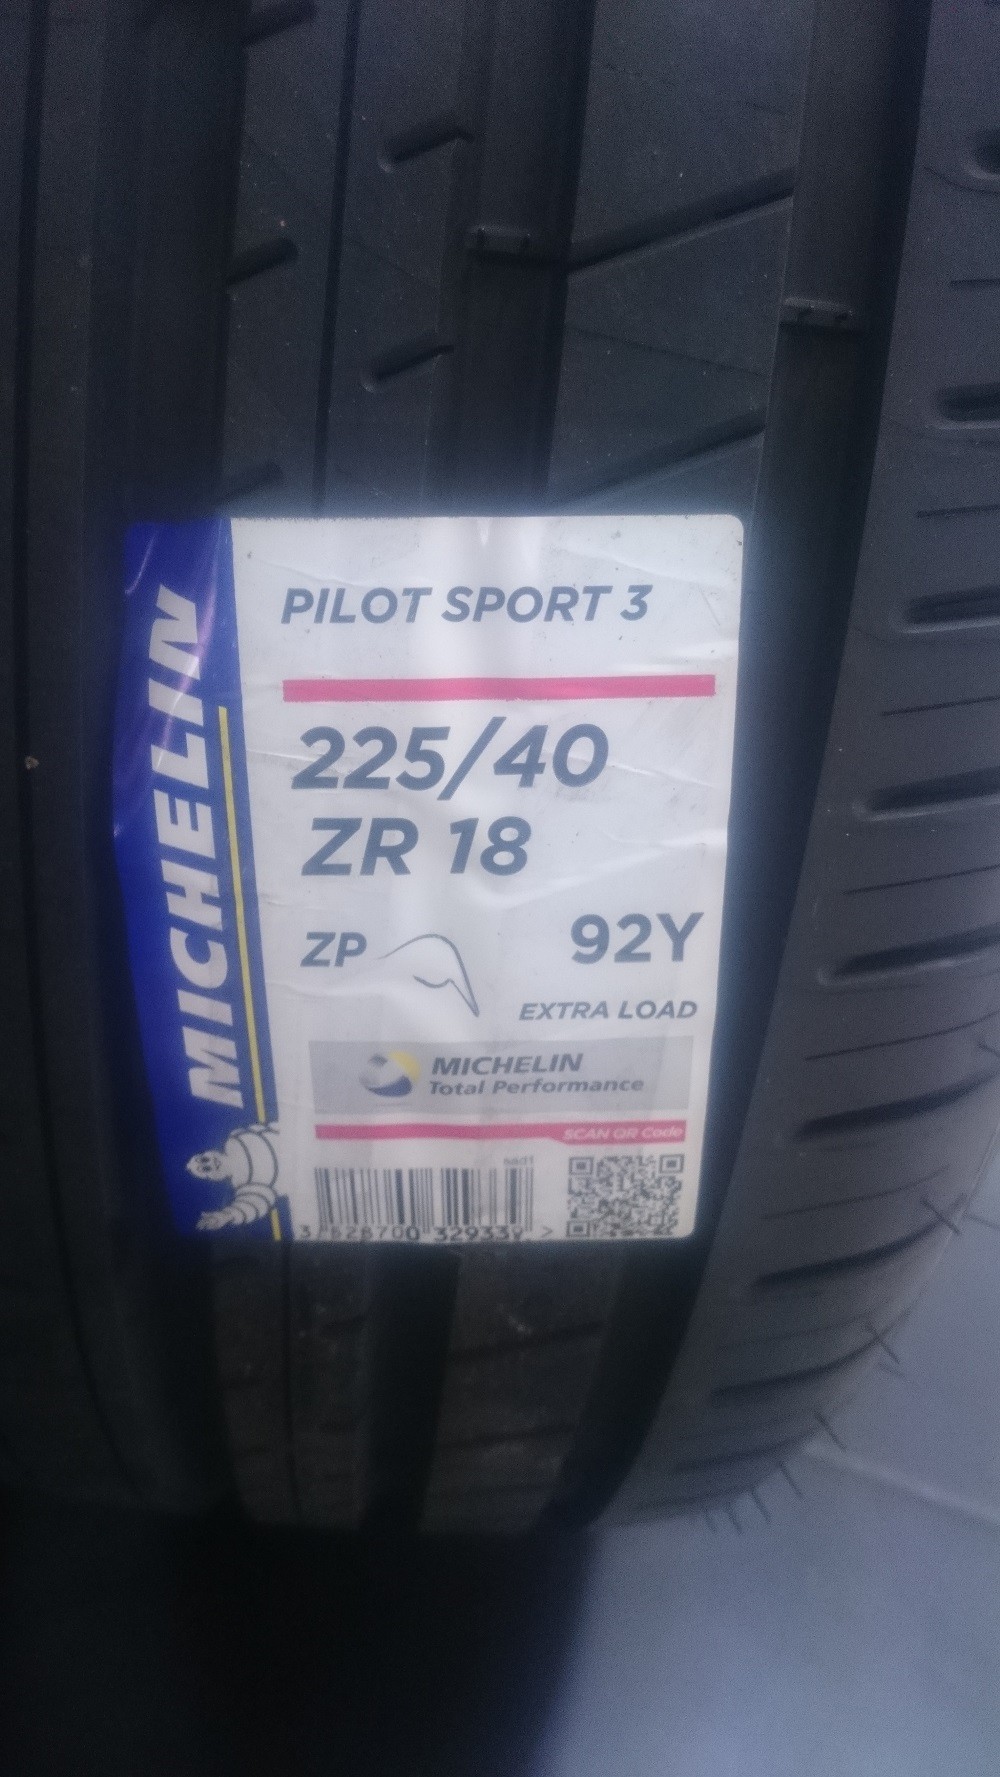 MICHELIN
PILOT SPORT 3
225/40
ZR 18
ZP
92Y
EXTRA LOAD
MICHELIN
Total Performance
SCAN QR Code
>